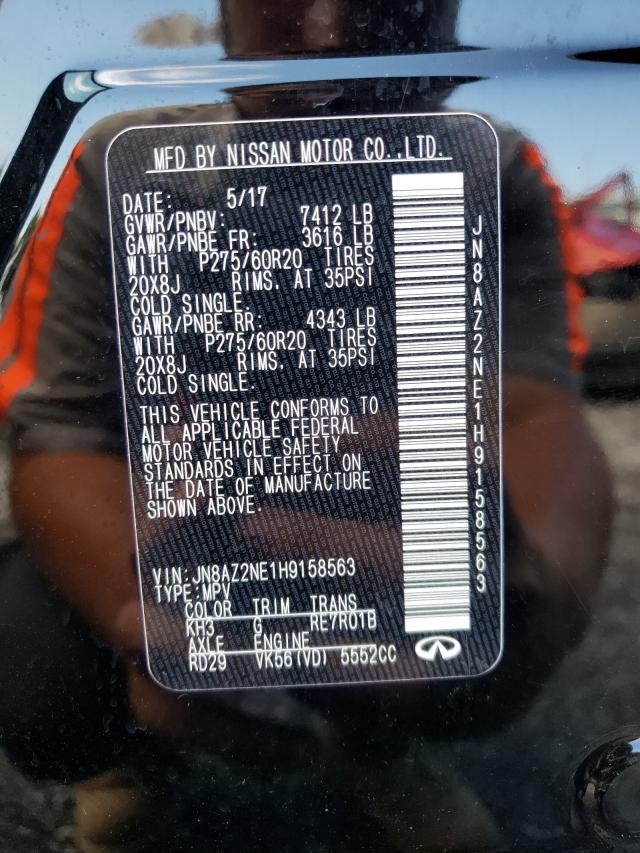 MFD BY NISSAN MOTOR CO.,LTD.
DATE: 5/17
GVWR/PNBV: 7412 LB
GAWR/PNBE FR: 3616 LB
WITH P275/60R20 TIRES
20X8J RIMS. AT 35PSI
COLD SINGLE.
GAWR/PNBE RR: 4343 LB
WITH P275/60R20 TIRES
20X8J RIMS. AT 35PSI
COLD SINGLE.
THIS VEHICLE CONFORMS TO
ALL APPLICABLE FEDERAL
MOTOR VEHICLE SAFETY
STANDARDS IN EFFECT ON
THE DATE OF MANUFACTURE
SHOWN ABOVE.
VIN:JN8AZ2NE1H9158563
TYPE:MPV
COLOR TRIM TRANS
KH3 G RE7R01B
AXLE ENGINE
RD29 VK56(VD) 5552CC
JN8AZ2NE1H9158563